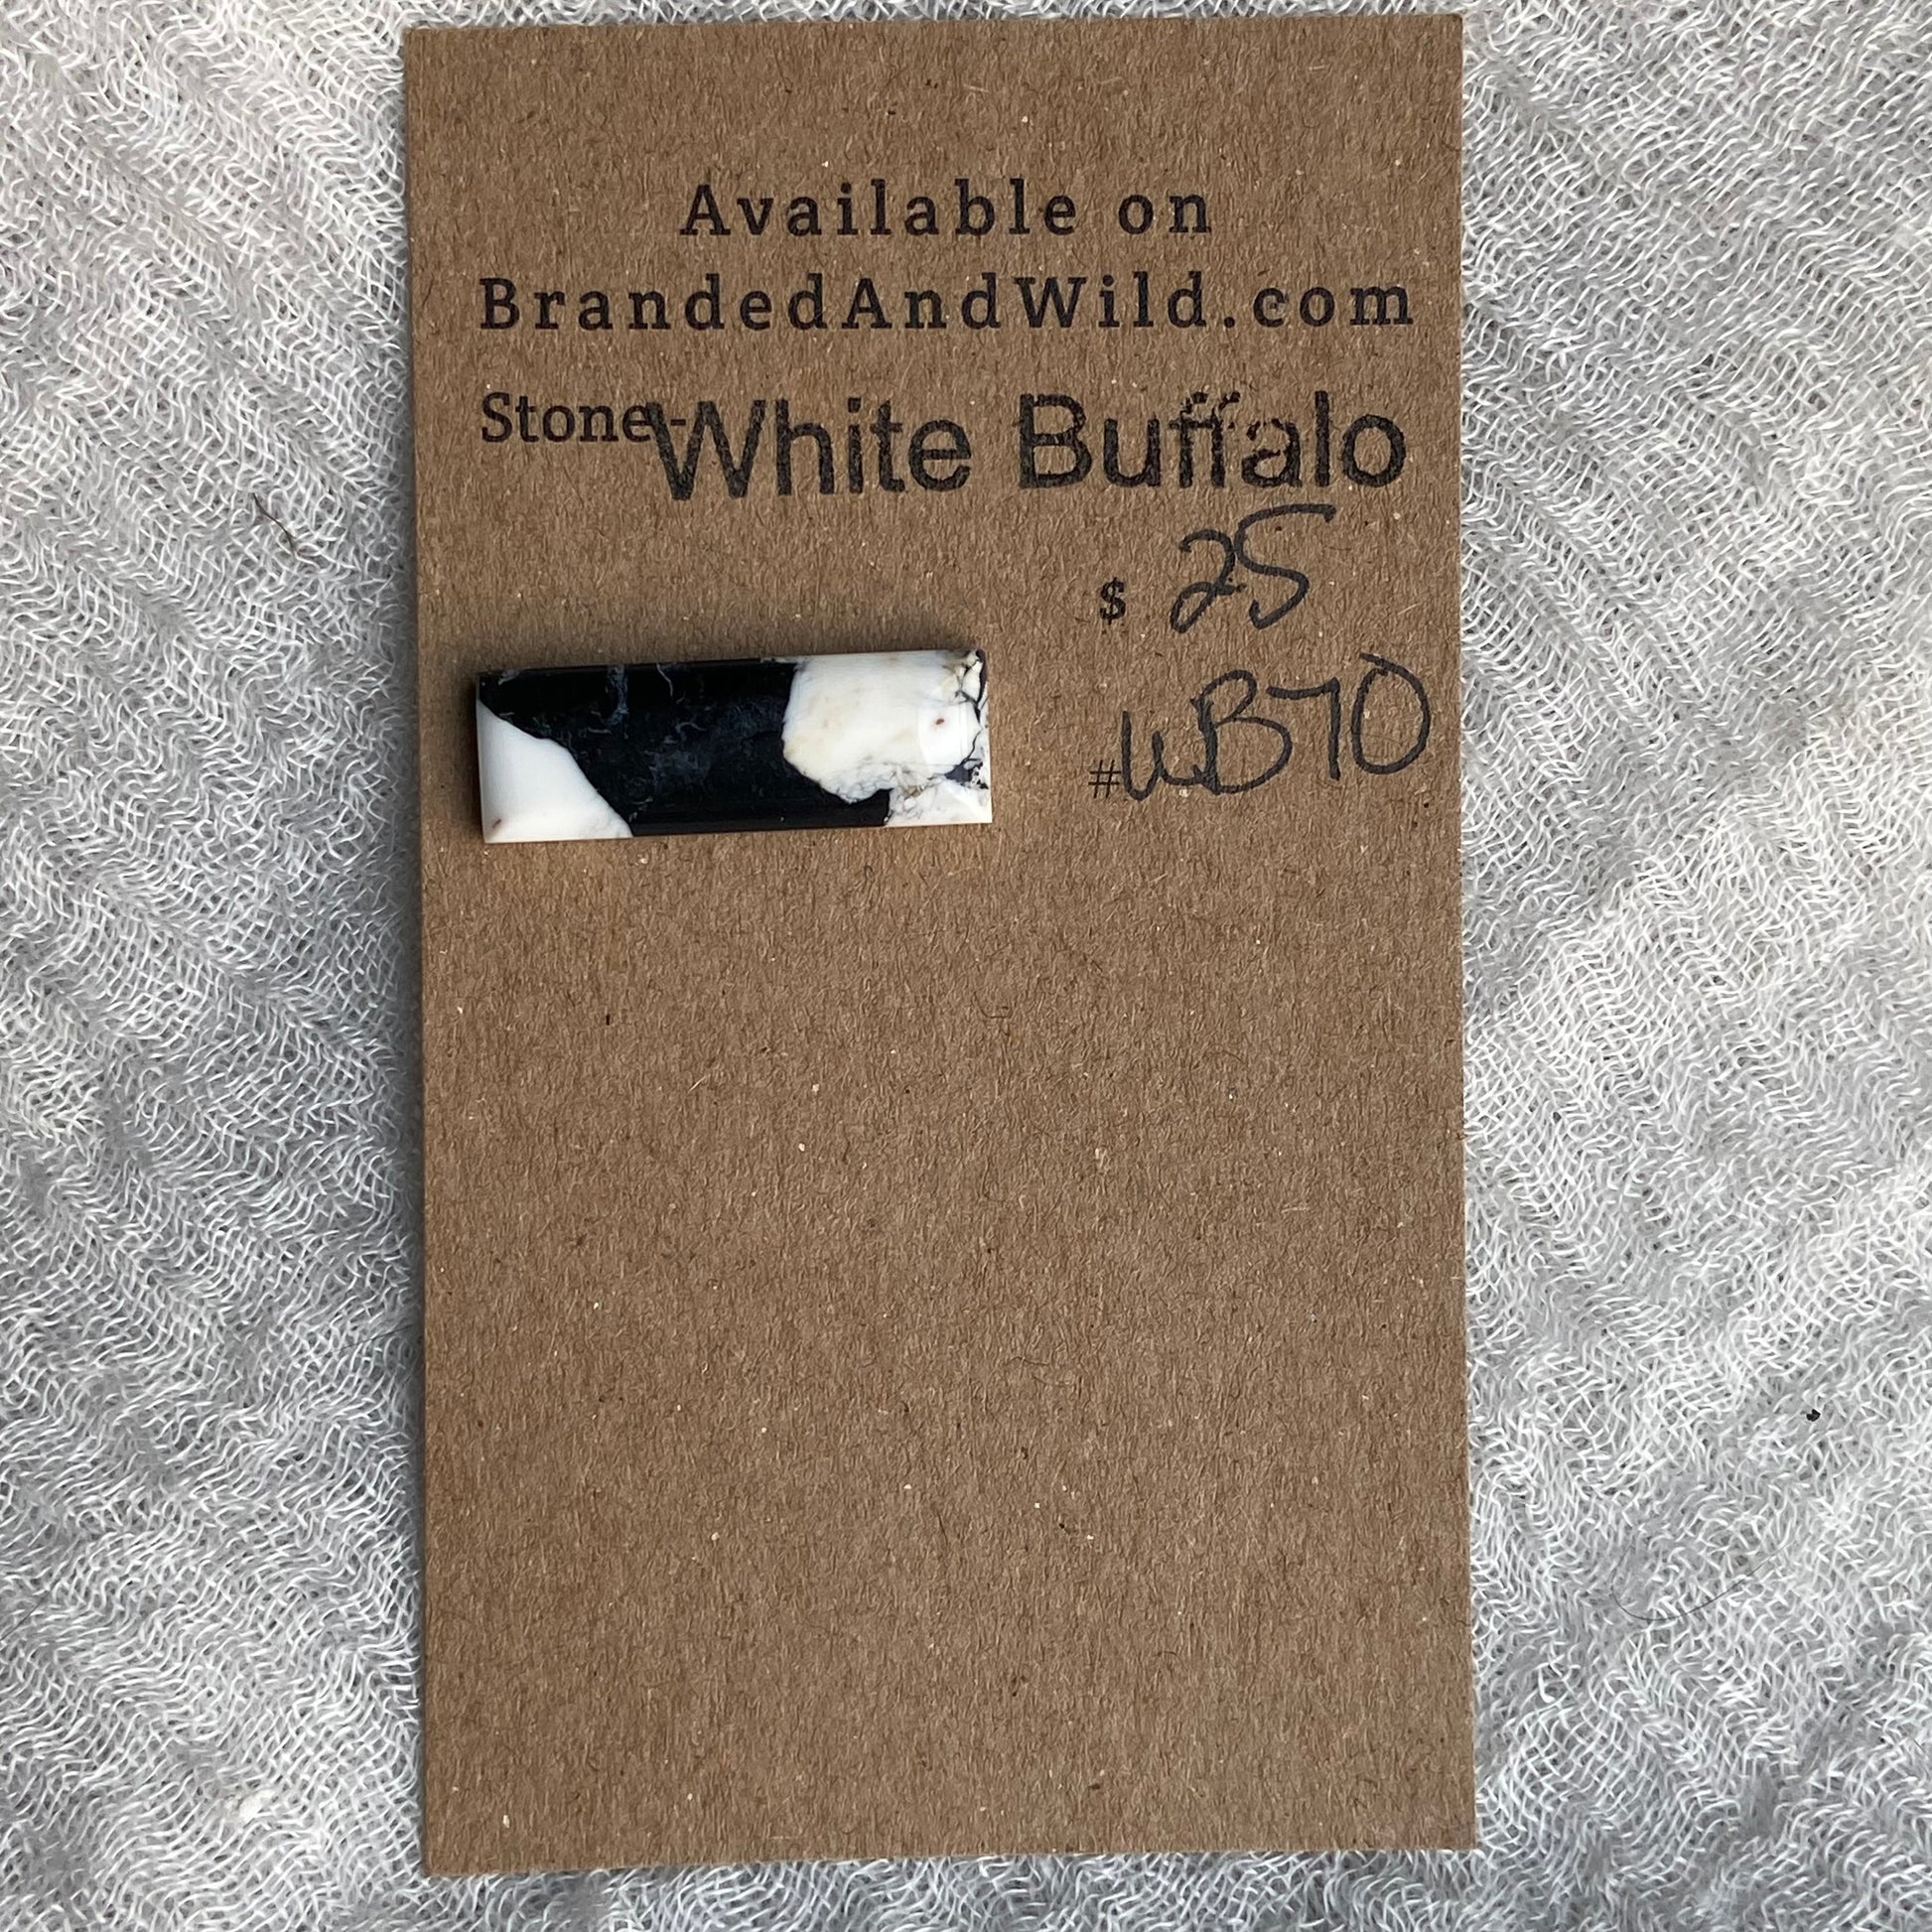 Available on
BrandedAndWild.com
Stone- White Buffalo
$ 25
#WB70